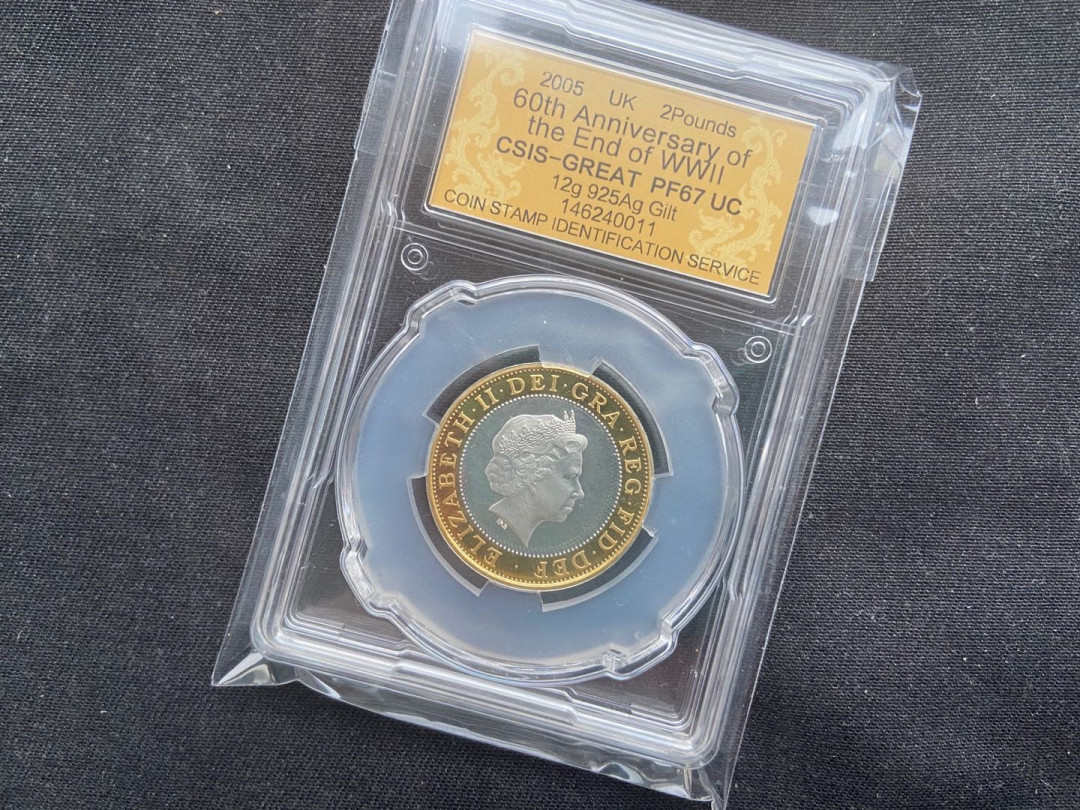 2005 UK 2Pounds
60th Anniversary of
the End of WWII
CSIS-GREAT PF67 UC
12g 925Ag Gilt
146240011
COIN STAMP IDENTIFICATION SERVICE
ELIZABETH·II·DEI·GRA·REG·FID·DEF·
IRB